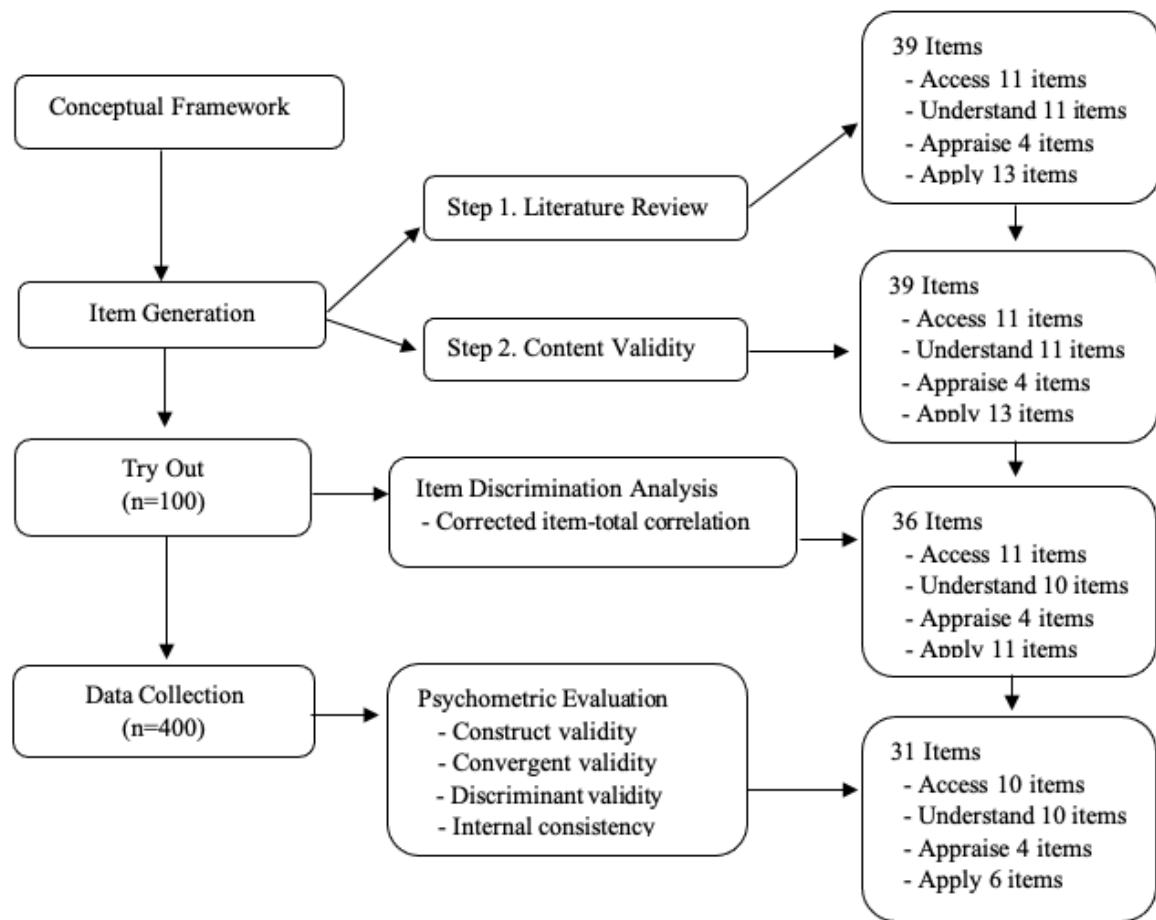 Conceptual Framework
Item Generation
Step 1. Literature Review
Step 2. Content Validity
39 Items
- Access 11 items
- Understand 11 items
- Appraise 4 items
- Apply 13 items
39 Items
- Access 11 items
- Understand 11 items
- Appraise 4 items
- Apply 13 items
Try Out
(n=100)
Item Discrimination Analysis
- Corrected item-total correlation
36 Items
- Access 11 items
- Understand 10 items
- Appraise 4 items
- Apply 11 items
Data Collection
(n=400)
Psychometric Evaluation
- Construct validity
- Convergent validity
- Discriminant validity
- Internal consistency
31 Items
- Access 10 items
- Understand 10 items
- Appraise 4 items
- Apply 6 items